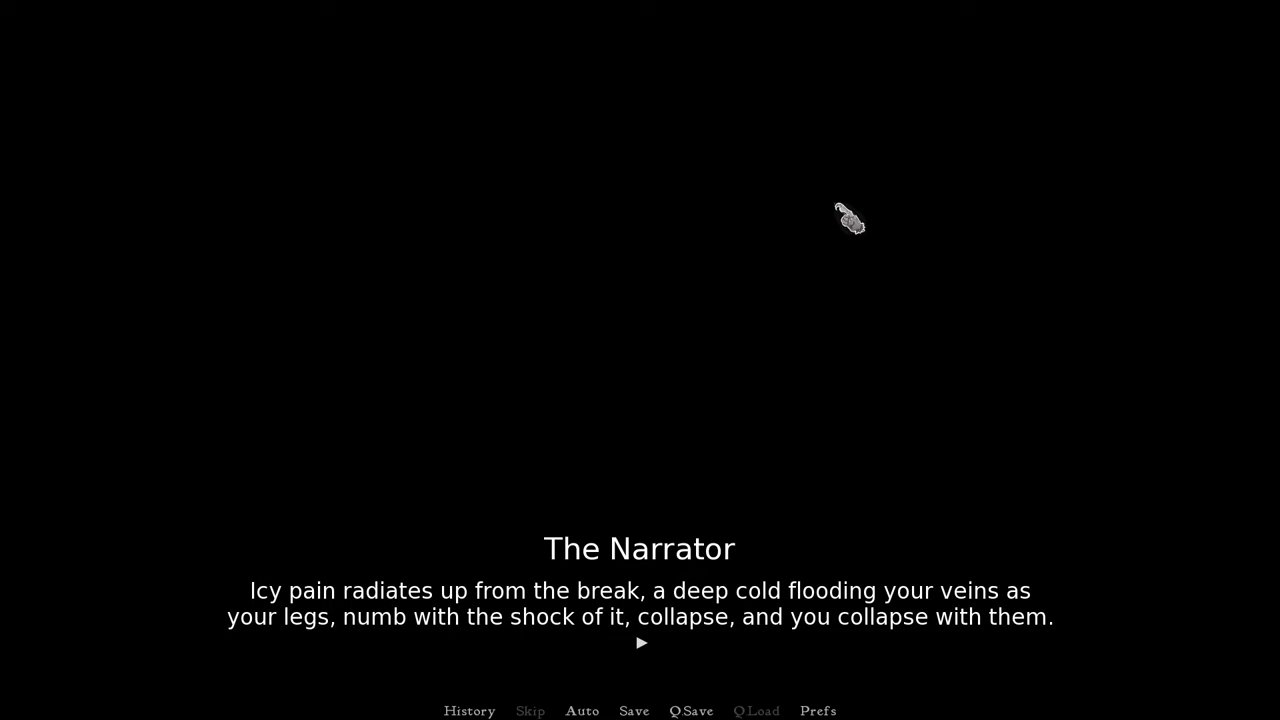 The Narrator
Icy pain radiates up from the break, a deep cold flooding your veins as
your legs, numb with the shock of it, collapse, and you collapse with them.
History Skip Auto Save Q.Save Q.Load Prefs